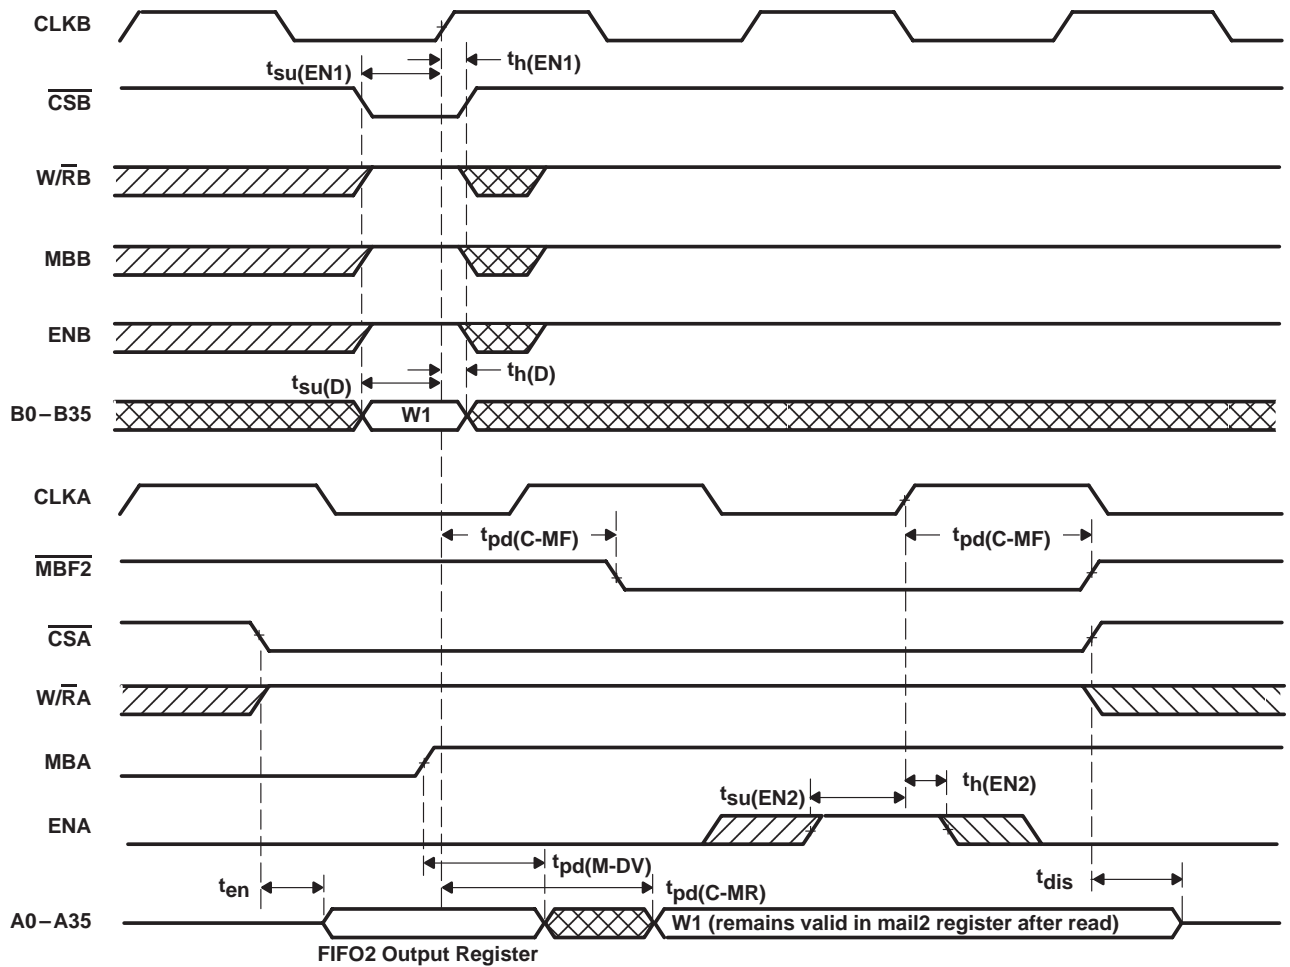 CLKB
tsu(EN1)
th(EN1)
CSB
W/RB
MBB
ENB
tsu(D)
th(D)
B0–B35
W1
CLKA
tpd(C-MF)
tpd(C-MF)
MBF2
CSA
W/RA
MBA
tsu(EN2)
th(EN2)
ENA
ten
tpd(M-DV)
tpd(C-MR)
tdis
A0–A35
W1 (remains valid in mail2 register after read)
FIFO2 Output Register